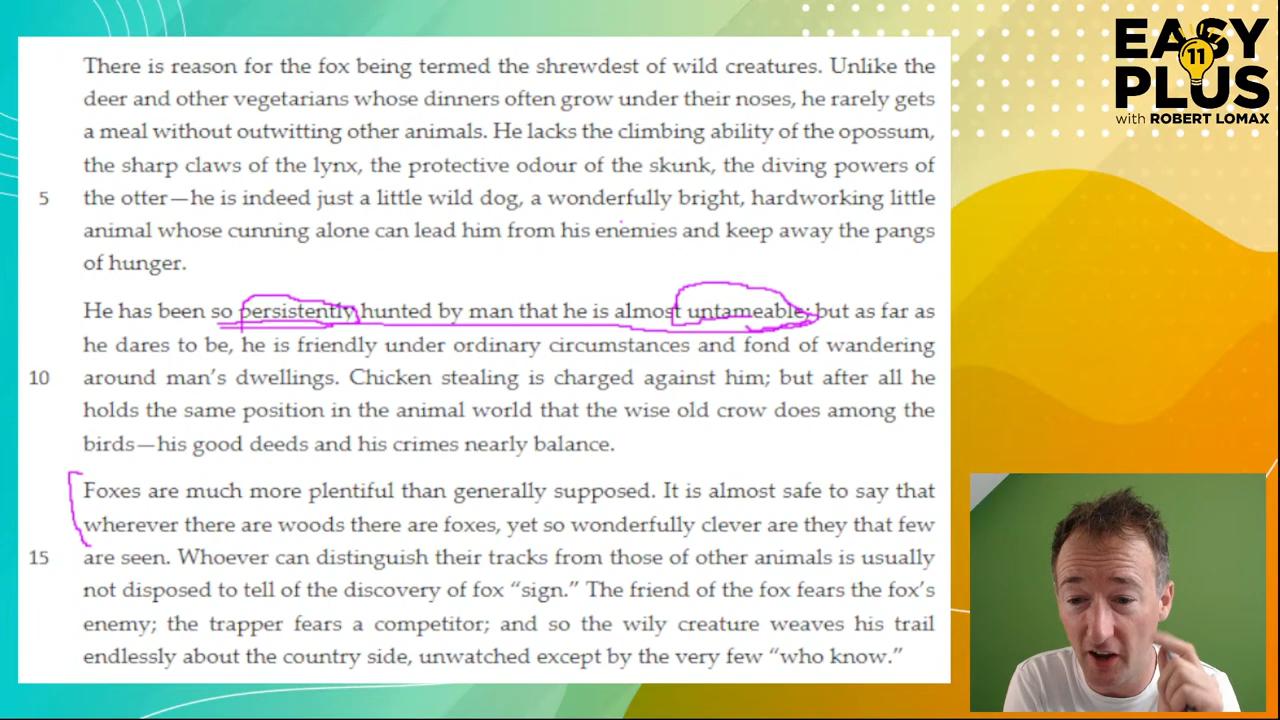 EASY
11
PLUS
with ROBERT LOMAX
There is reason for the fox being termed the shrewdest of wild creatures. Unlike the
deer and other vegetarians whose dinners often grow under their noses, he rarely gets
a meal without outwitting other animals. He lacks the climbing ability of the opossum,
the sharp claws of the lynx, the protective odour of the skunk, the diving powers of
5 the otter—he is indeed just a little wild dog, a wonderfully bright, hardworking little
animal whose cunning alone can lead him from his enemies and keep away the pangs
of hunger.
He has been so persistently hunted by man that he is almost untameable; but as far as
he dares to be, he is friendly under ordinary circumstances and fond of wandering
10 around man's dwellings. Chicken stealing is charged against him; but after all he
holds the same position in the animal world that the wise old crow does among the
birds—his good deeds and his crimes nearly balance.
Foxes are much more plentiful than generally supposed. It is almost safe to say that
wherever there are woods there are foxes, yet so wonderfully clever are they that few
15 are seen. Whoever can distinguish their tracks from those of other animals is usually
not disposed to tell of the discovery of fox “sign.” The friend of the fox fears the fox's
enemy; the trapper fears a competitor; and so the wily creature weaves his trail
endlessly about the country side, unwatched except by the very few “who know.”